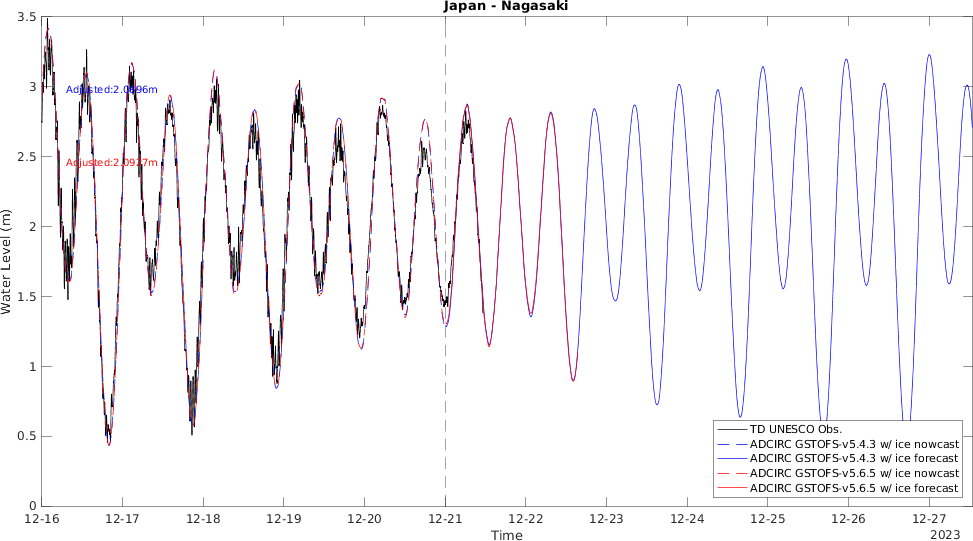 Japan - Nagasaki
3.5
3
2.5
2
1.5
1
0.5
0
Water Level (m)
Adjusted:2.0696m
Adjusted:2.0927m
TD UNESCO Obs.
ADCIRC GSTOFS-v5.4.3 w/ ice nowcast
ADCIRC GSTOFS-v5.4.3 w/ ice forecast
ADCIRC GSTOFS-v5.6.5 w/ ice nowcast
ADCIRC GSTOFS-v5.6.5 w/ ice forecast
12-16 12-17 12-18 12-19 12-20 12-21 12-22 12-23 12-24 12-25 12-26 12-27
Time
2023